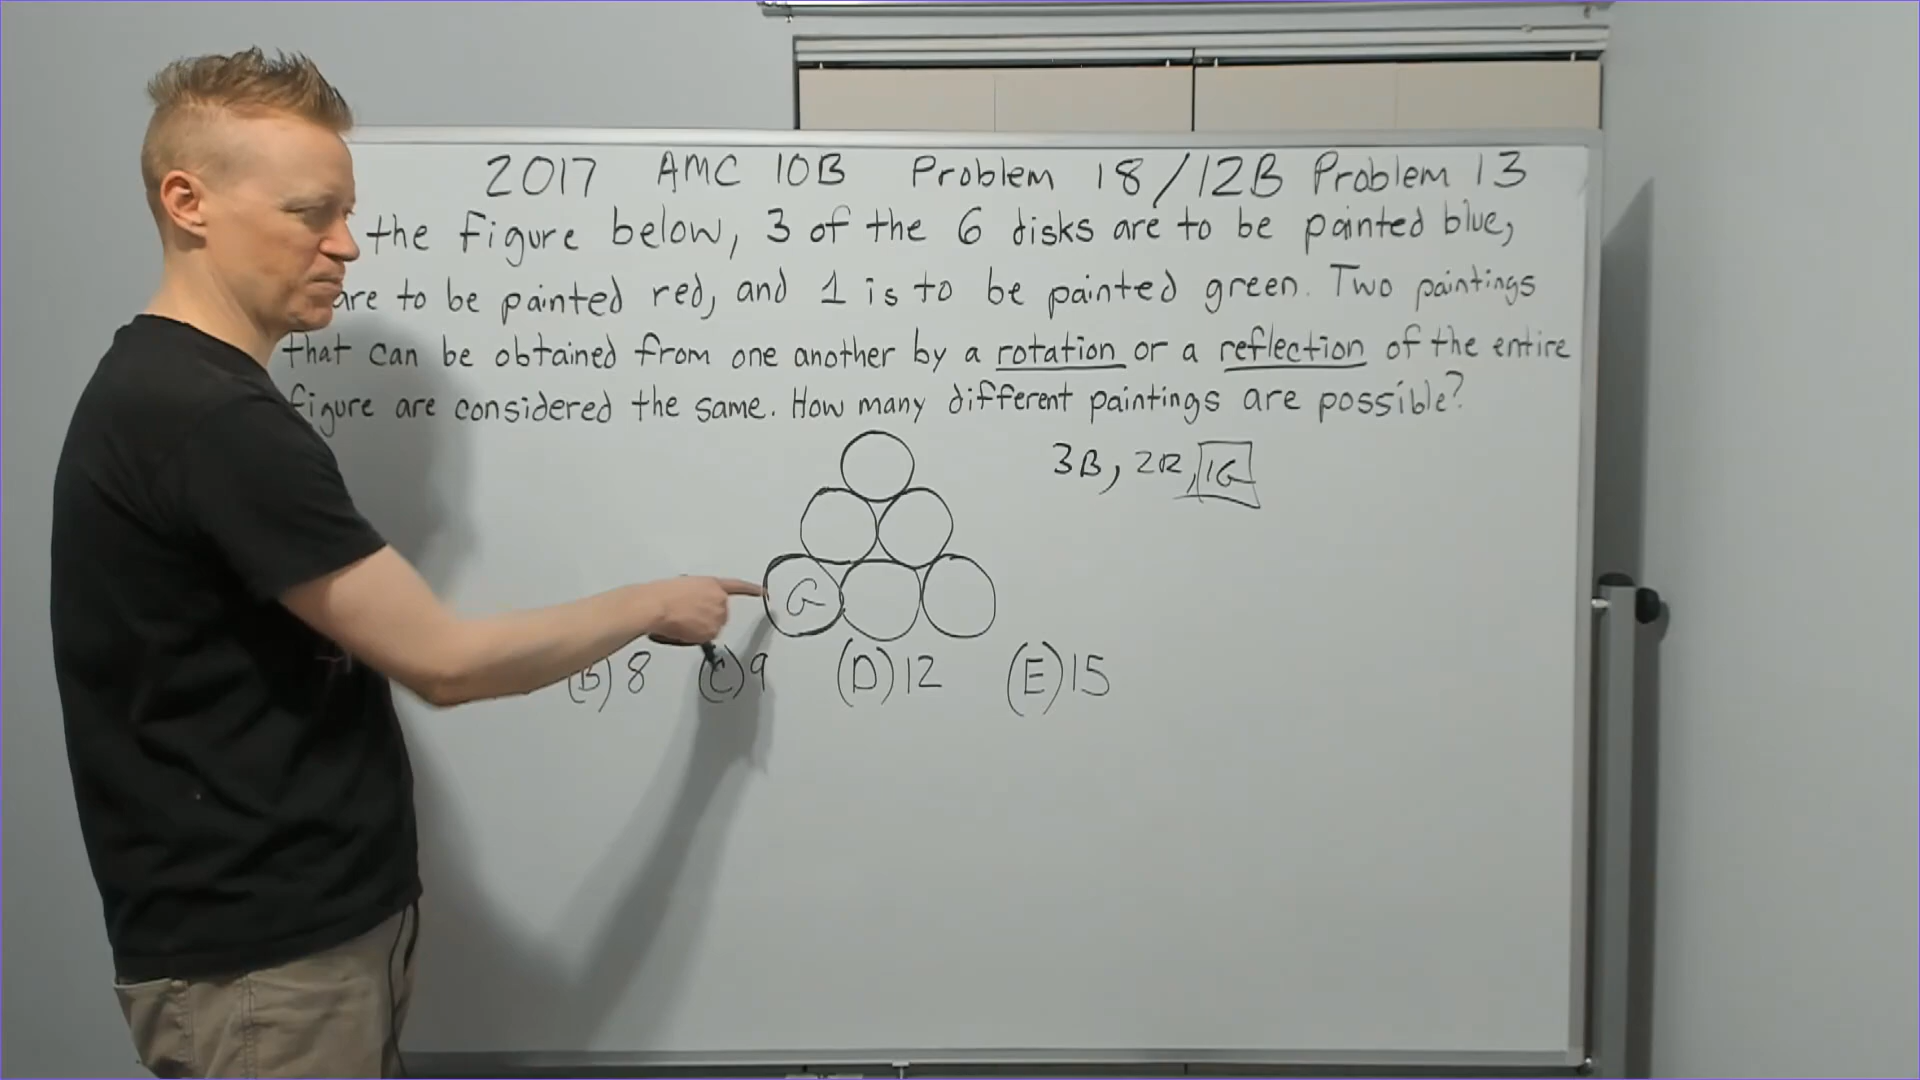 2017 AMC 10B Problem 18/12B Problem 13
the figure below, 3 of the 6 disks are to be painted blue,
are to be painted red, and 1 is to be painted green. Two paintings
that can be obtained from one another by a rotation or a reflection of the entire
figure are considered the same. How many different paintings are possible?
3B, 2R, 1G
G
(B) 8 (C) 9 (D) 12 (E) 15